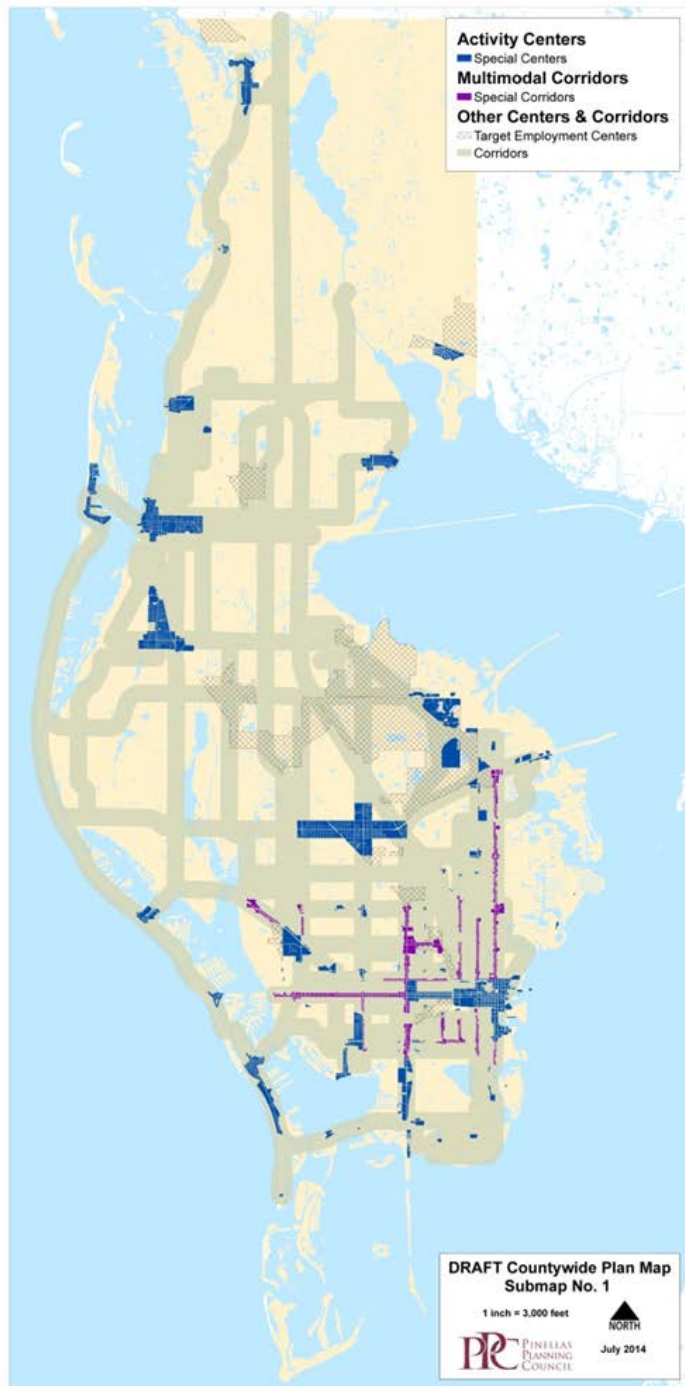 Activity Centers
Special Centers
Multimodal Corridors
Special Corridors
Other Centers & Corridors
Target Employment Centers
Corridors
DRAFT Countywide Plan Map
Submap No. 1
1 inch = 3,000 feet
NORTH
PPC PINELLAS
PLANNING
COUNCIL
July 2014